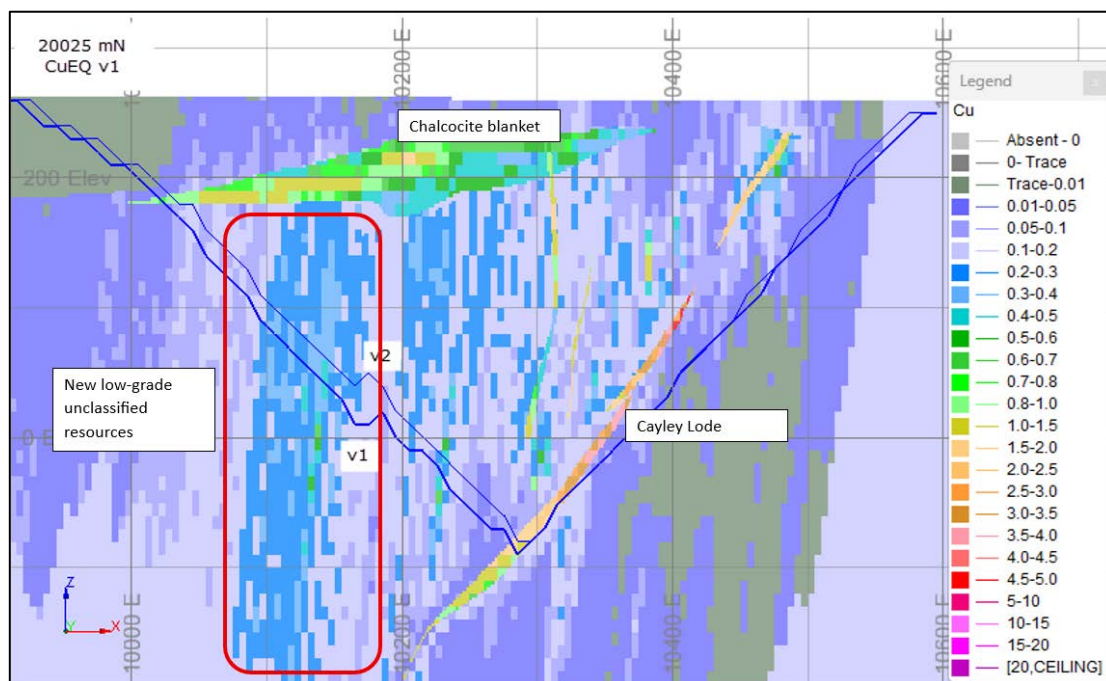 20025 mN
CuEQ v1
10200 E
10400 E
10600 E
Chalcocite blanket
200 Elev
New low-grade
unclassified
resources
v2
v1
0 E
Cayley Lode
Z
Y
X
10000 E
10200 E
10400 E
10600 E
Legend
x
Cu
Absent - 0
0- Trace
Trace-0.01
0.01-0.05
0.05-0.1
0.1-0.2
0.2-0.3
0.3-0.4
0.4-0.5
0.5-0.6
0.6-0.7
0.7-0.8
0.8-1.0
1.0-1.5
1.5-2.0
2.0-2.5
2.5-3.0
3.0-3.5
3.5-4.0
4.0-4.5
4.5-5.0
5-10
10-15
15-20
[20,CEILING]